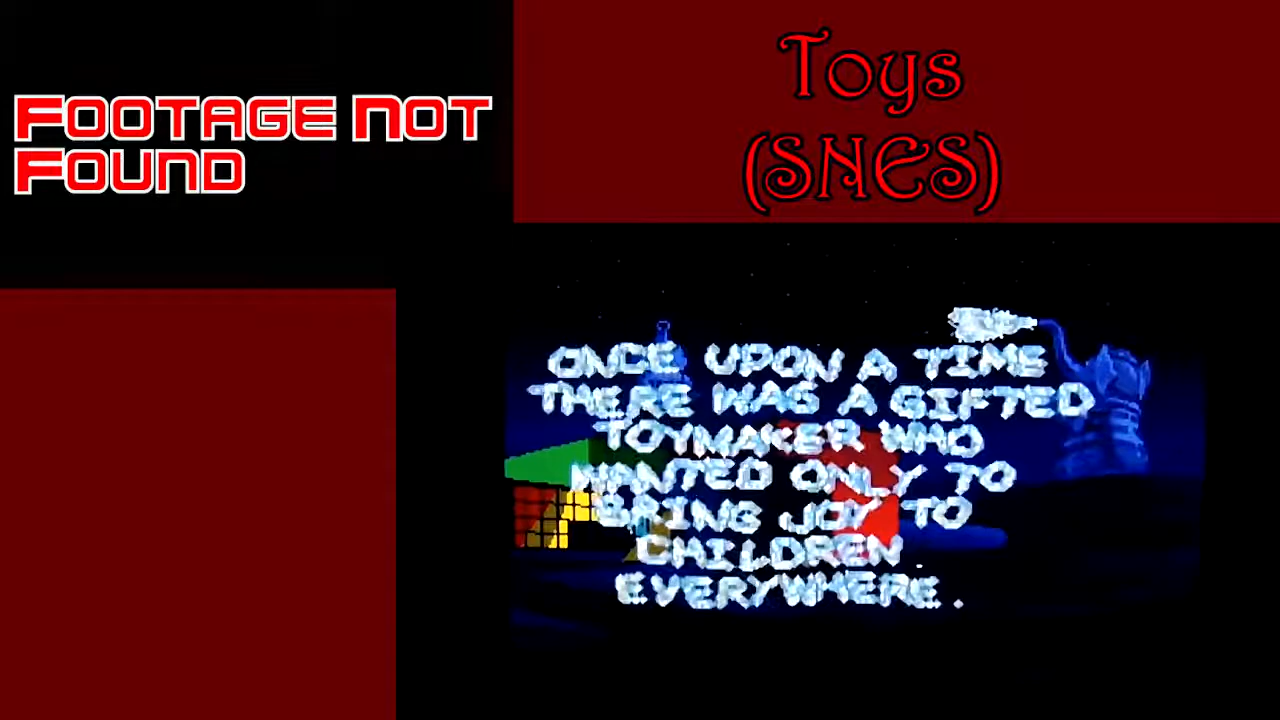 FOOTAGE NOT
FOUND
Toys
(SNES)
ONCE UPON A TIME
THERE WAS A GIFTED
TOYMAKER WHO
WANTED ONLY TO
BRING JOY TO
CHILDREN
EVERYWHERE.